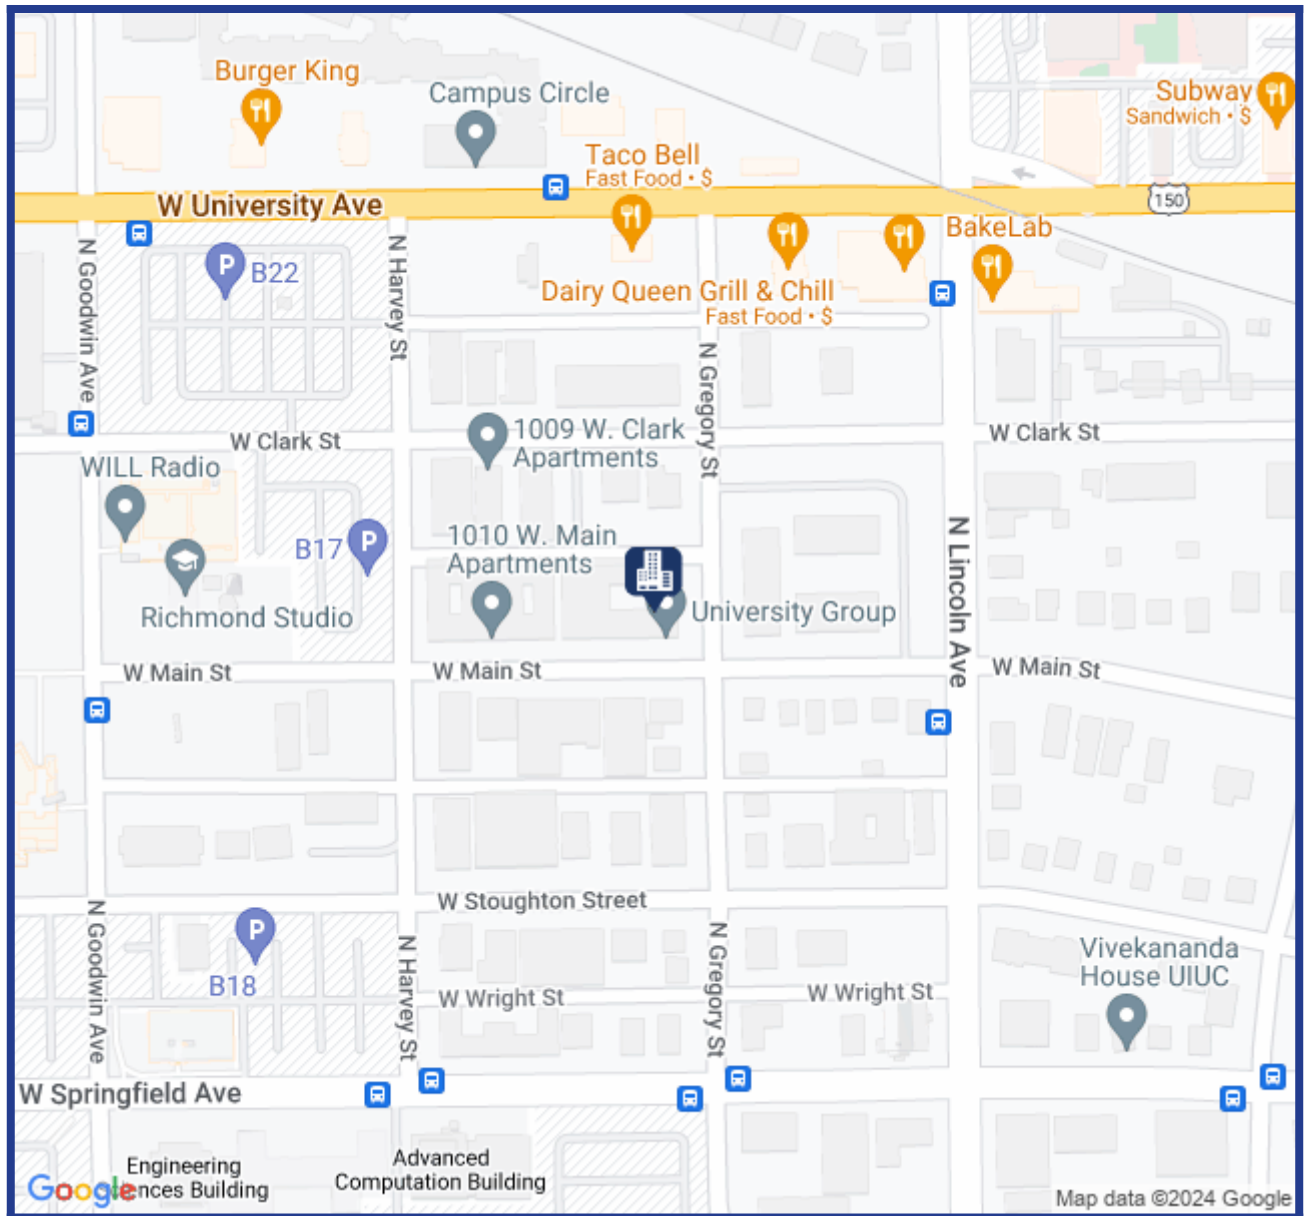 Burger King
Campus Circle
Subway
Sandwich • $
Taco Bell
Fast Food • $
W University Ave
150
BakeLab
N Goodwin Ave
P
B22
N Harvey St
Dairy Queen Grill & Chill
Fast Food • $
N Gregory St
W Clark St
1009 W. Clark
Apartments
W Clark St
WILL Radio
B17
P
1010 W. Main
Apartments
N Lincoln Ave
Richmond Studio
University Group
W Main St
W Main St
W Main St
W Stoughton Street
N Goodwin Ave
P
B18
N Harvey St
N Gregory St
Vivekananda
House UIUC
W Wright St
W Wright St
W Springfield Ave
Engineering
ences Building
Advanced
Computation Building
Google
Map data ©2024 Google